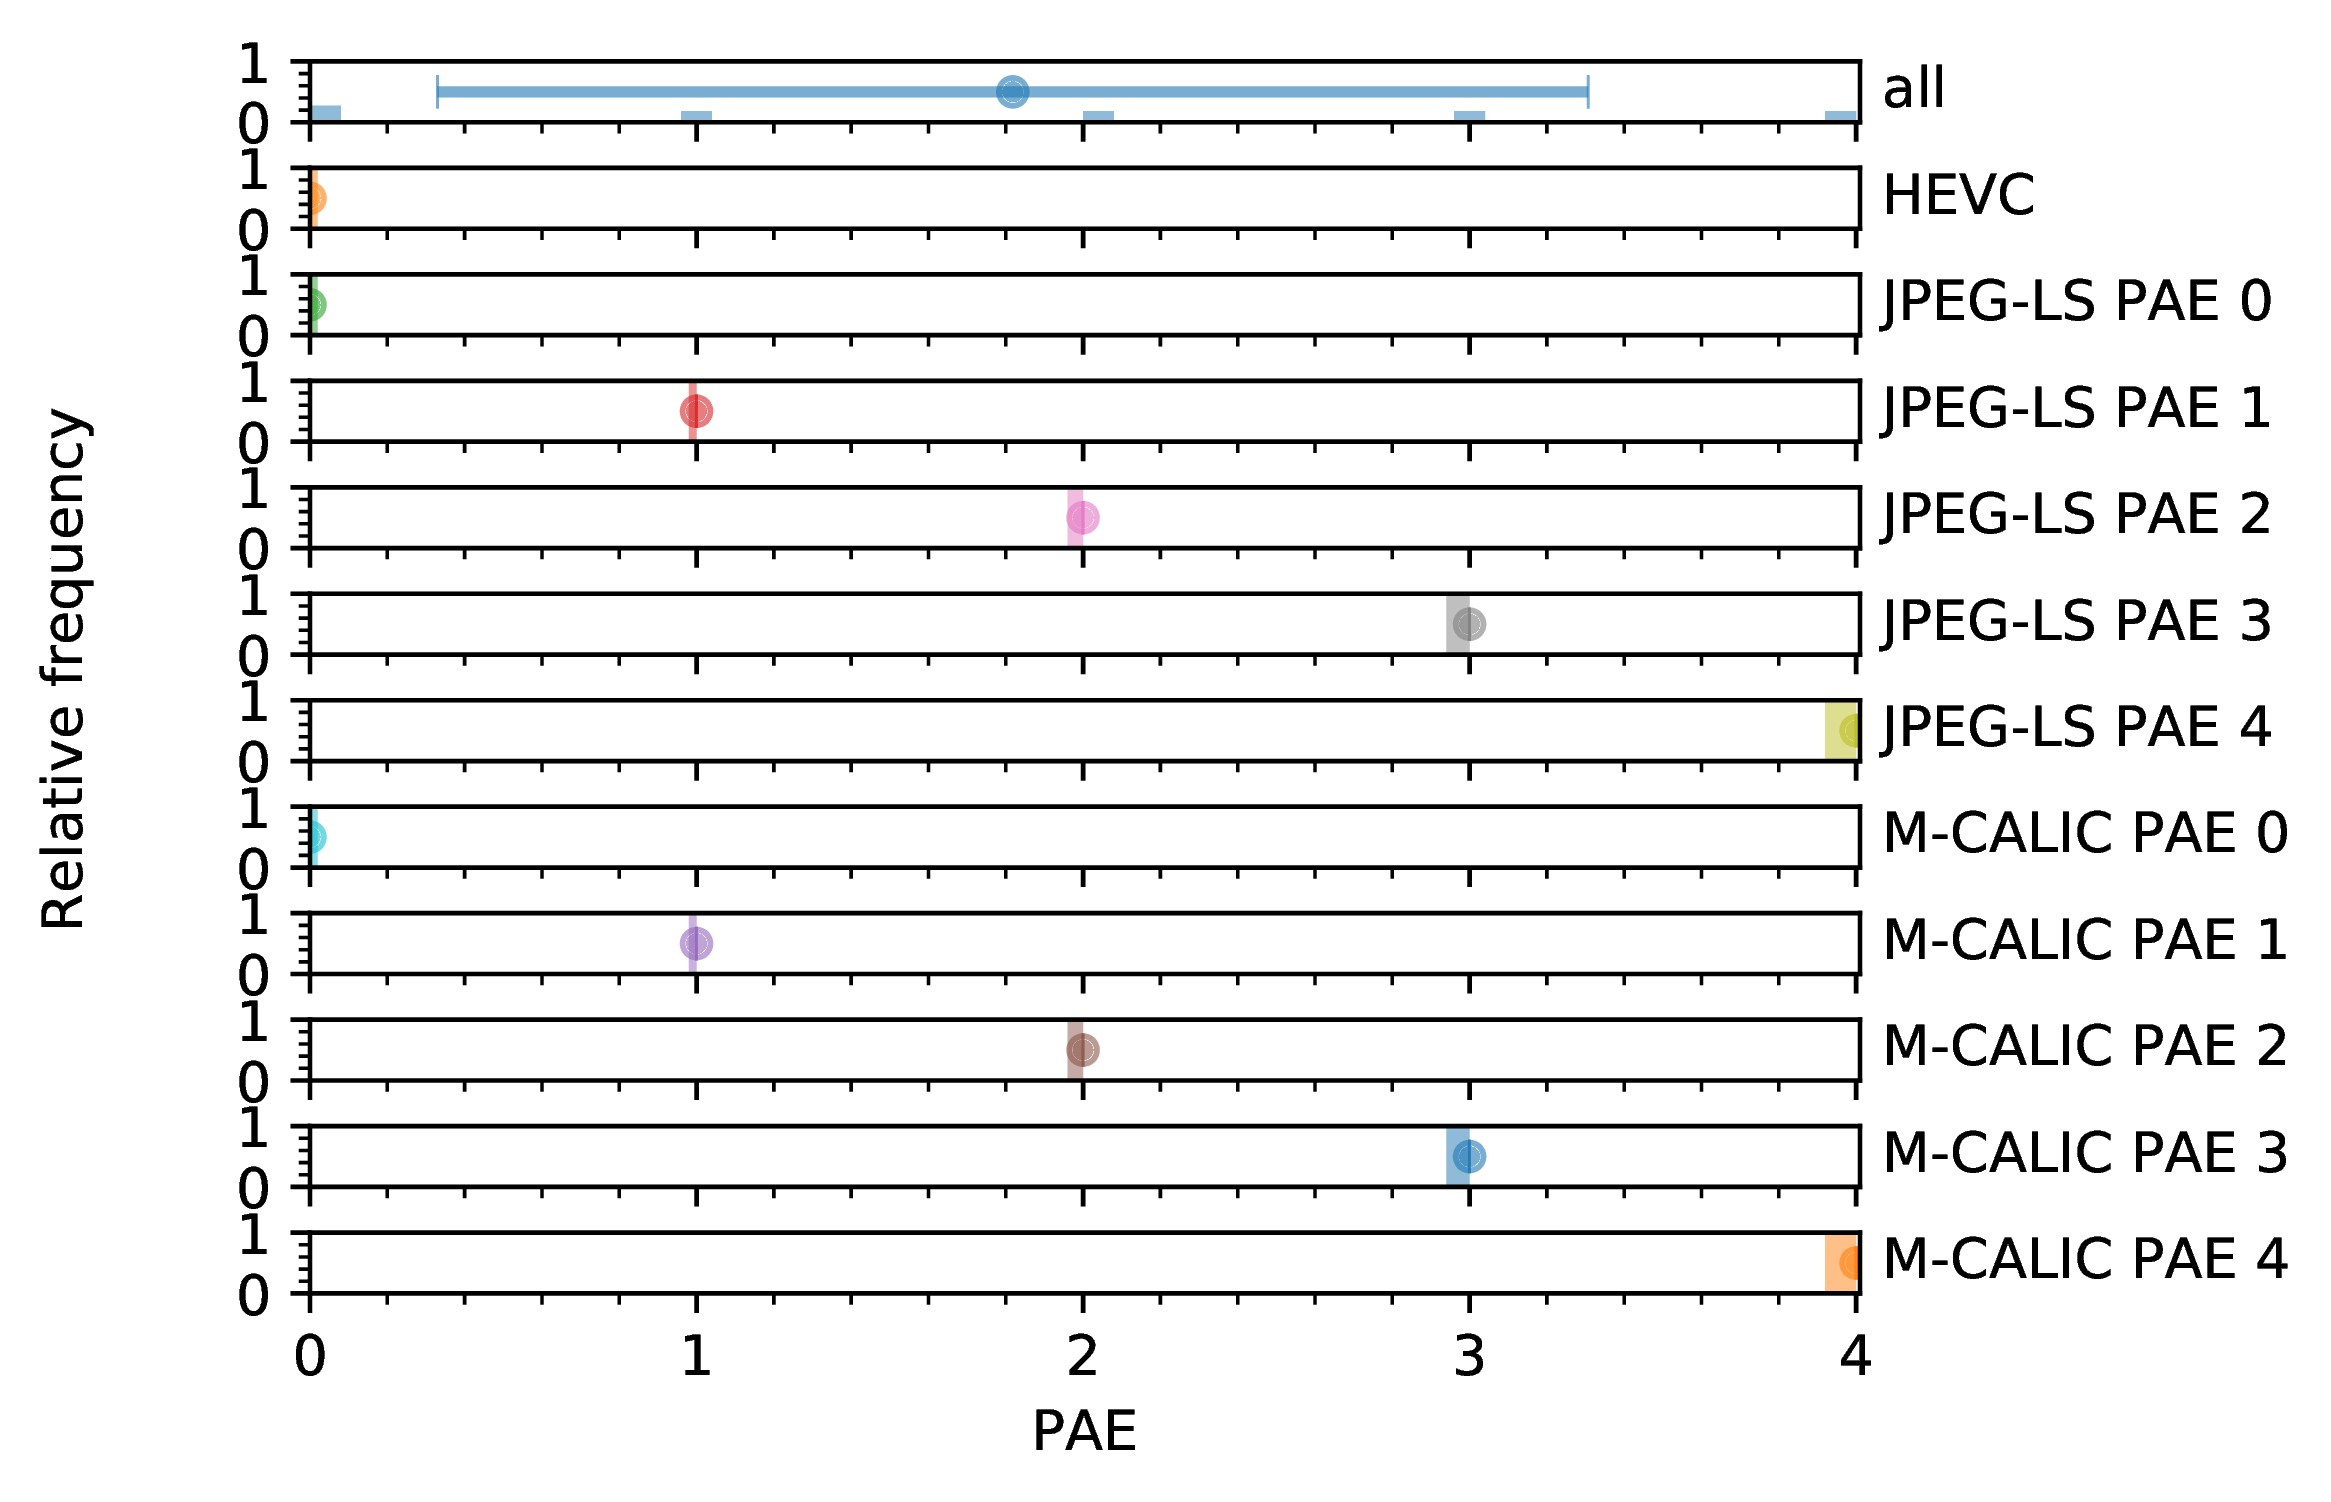 Relative frequency
1
0
all
1
0
HEVC
1
0
JPEG-LS PAE 0
1
0
JPEG-LS PAE 1
1
0
JPEG-LS PAE 2
1
0
JPEG-LS PAE 3
1
0
JPEG-LS PAE 4
1
0
M-CALIC PAE 0
1
0
M-CALIC PAE 1
1
0
M-CALIC PAE 2
1
0
M-CALIC PAE 3
1
0
M-CALIC PAE 4
0 1 2 3 4
PAE